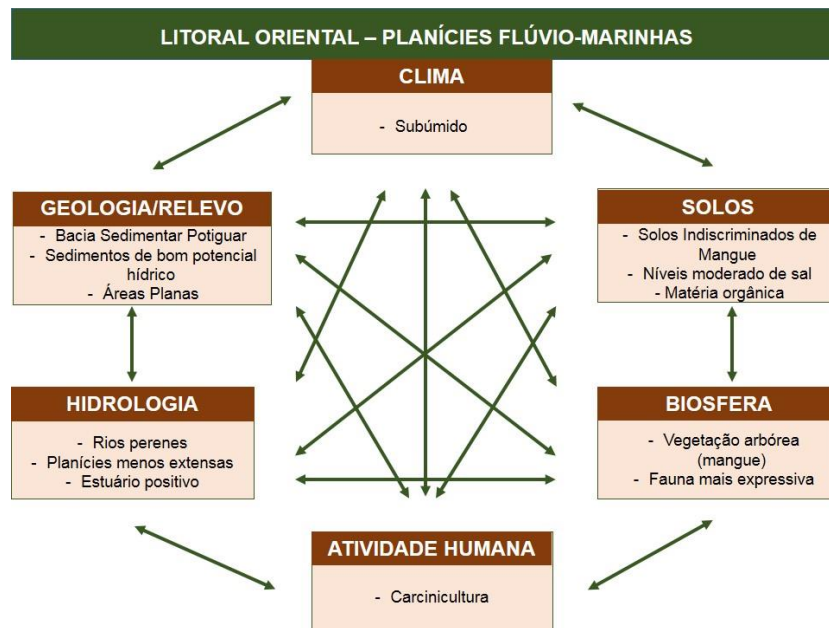 LITORAL ORIENTAL – PLANÍCIES FLÚVIO-MARINHAS
CLIMA
- Subúmido
GEOLOGIA/RELEVO
- Bacia Sedimentar Potiguar
- Sedimentos de bom potencial
hídrico
- Áreas Planas
SOLOS
- Solos Indiscriminados de
Mangue
- Níveis moderado de sal
- Matéria orgânica
HIDROLOGIA
- Rios perenes
- Planícies menos extensas
- Estuário positivo
BIOSFERA
- Vegetação arbórea
(mangue)
- Fauna mais expressiva
ATIVIDADE HUMANA
- Carcinicultura